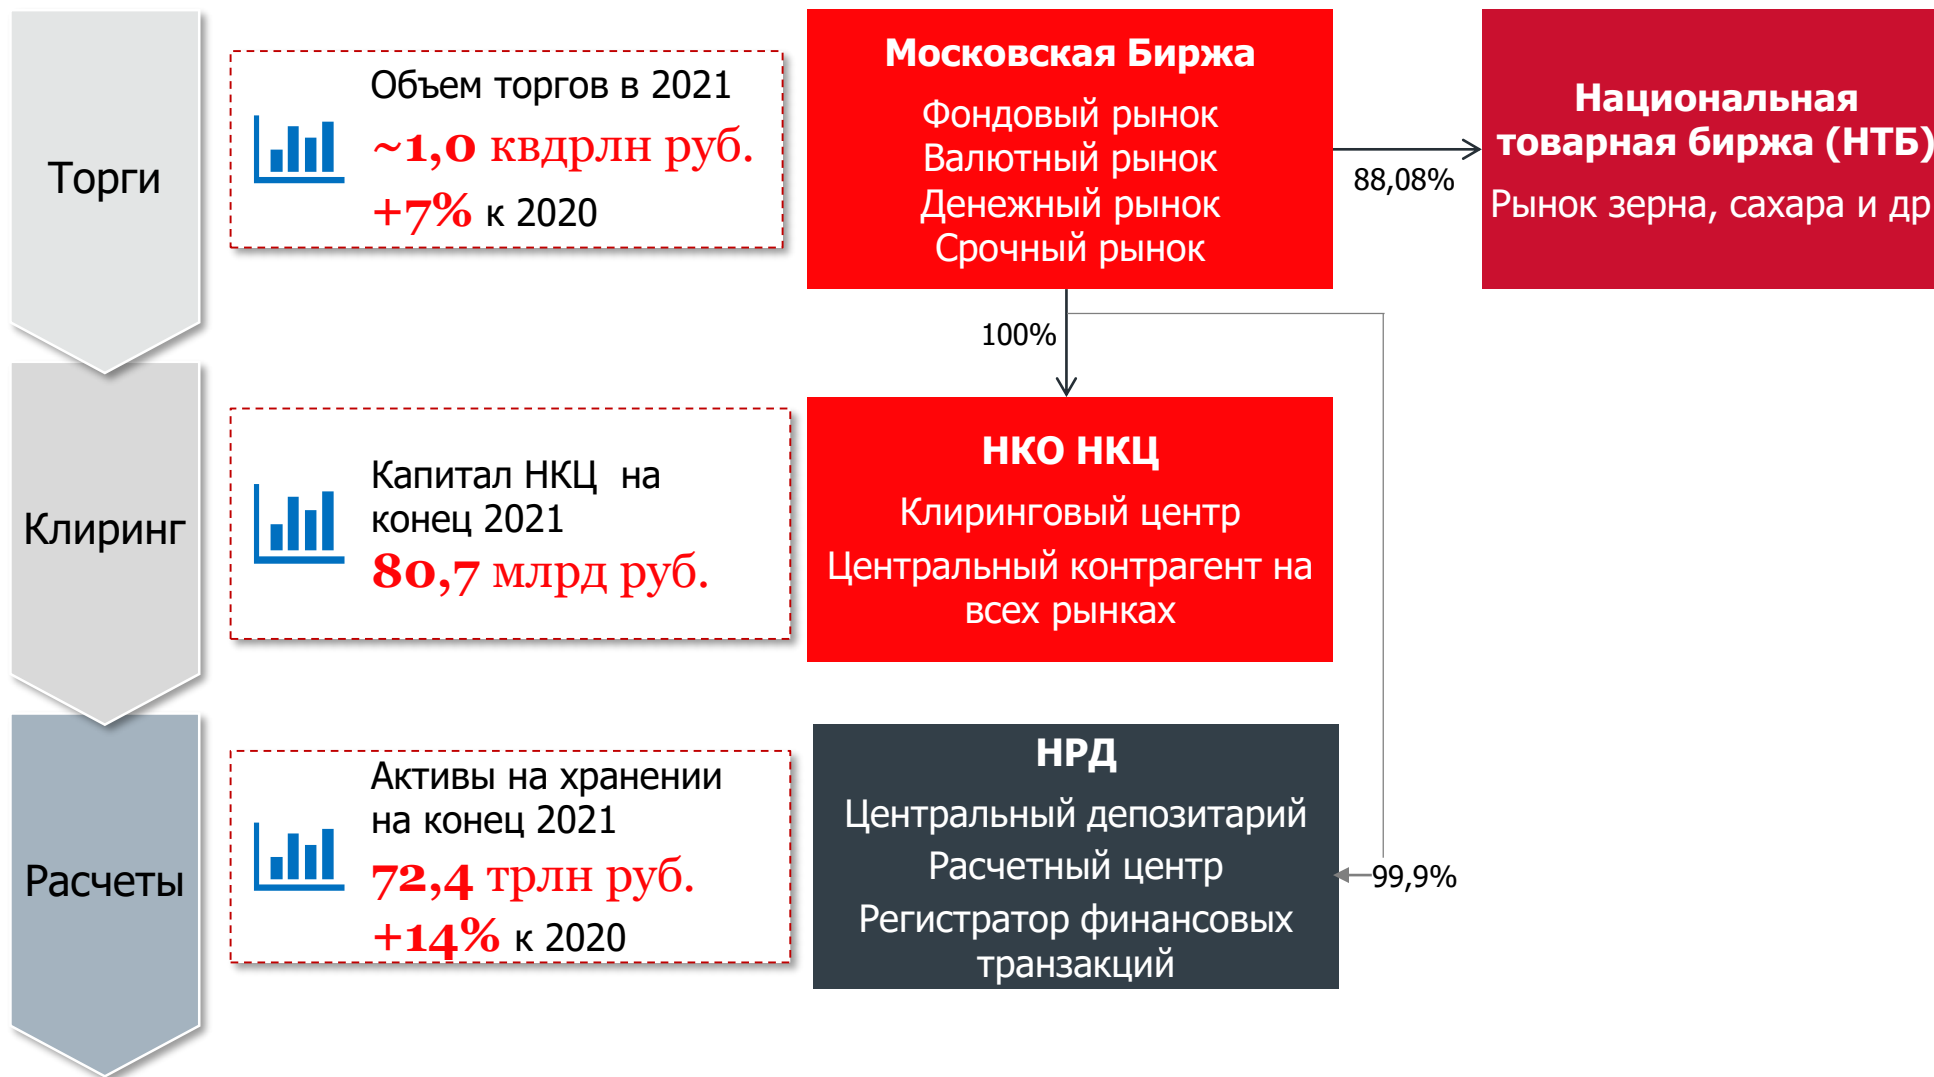 Торги
Объем торгов в 2021
~1,0 квдрлн руб.
+7% к 2020
Московская Биржа
Фондовый рынок
Валютный рынок
Денежный рынок
Срочный рынок
88,08%
Национальная
товарная биржа (НТБ)
Рынок зерна, сахара и др
100%
Клиринг
Капитал НКЦ на
конец 2021
80,7 млрд руб.
НКО НКЦ
Клиринговый центр
Центральный контрагент на
всех рынках
Расчеты
Активы на хранении
на конец 2021
72,4 трлн руб.
+14% к 2020
НРД
Центральный депозитарий
Расчетный центр
Регистратор финансовых
транзакций
99,9%